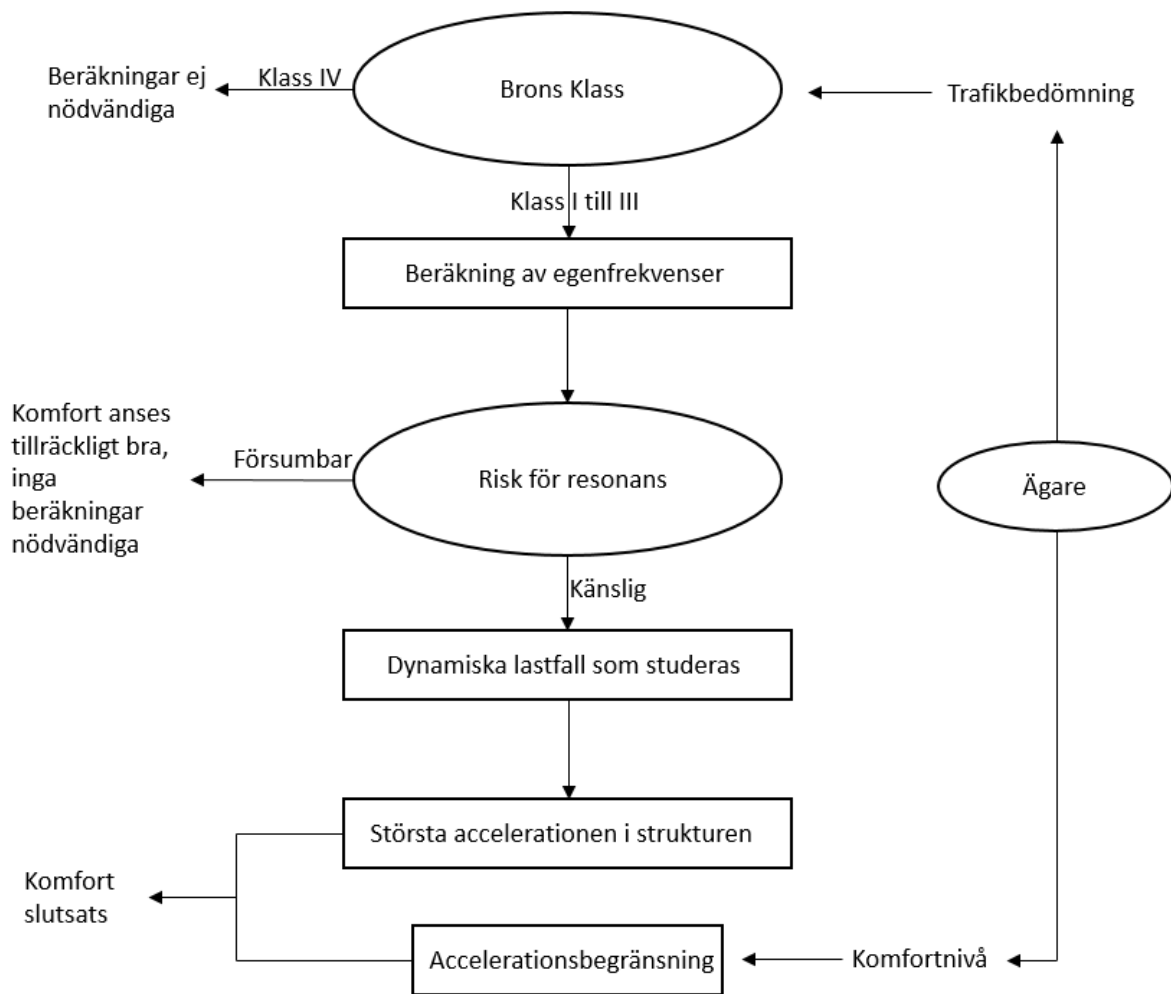 Beräkningar ej
nödvändiga
Klass IV
Brons Klass
Trafikbedömning
Klass I till III
Beräkning av egenfrekvenser
Komfort anses
tillräckligt bra,
inga
beräkningar
nödvändiga
Försumbar
Risk för resonans
Ägare
Känslig
Dynamiska lastfall som studeras
Största accelerationen i strukturen
Komfort
slutsats
Accelerationsbegränsning
Komfortnivå